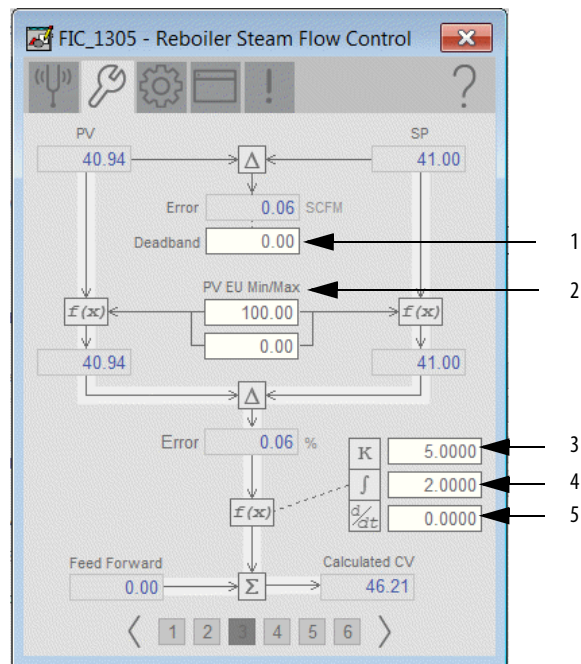 FIC_1305 - Reboiler Steam Flow Control
?
PV SP
40.94 Δ 41.00
Error 0.06 SCFM
Deadband 0.00 1
PV EU Min/Max 2
f(x) 100.00 f(x)
0.00
40.94 41.00
Δ
Error 0.06 %
K 5.0000 3
∫ 2.0000 4
f(x)
d/dt 0.0000 5
Feed Forward Calculated CV
0.00 Σ 46.21
1 2 3 4 5 6